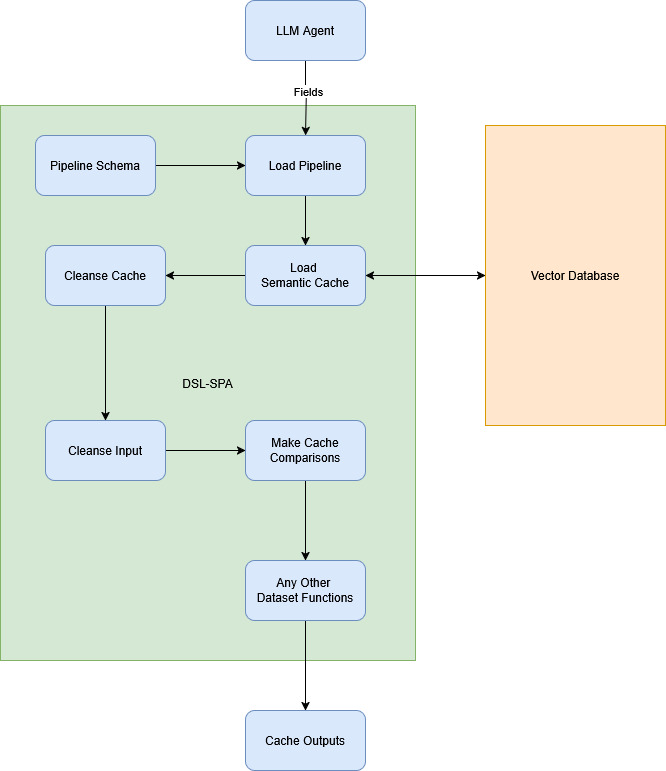 LLM Agent
Fields
Pipeline Schema
Load Pipeline
Cleanse Cache
Load
Semantic Cache
Vector Database
DSL-SPA
Cleanse Input
Make Cache
Comparisons
Any Other
Dataset Functions
Cache Outputs